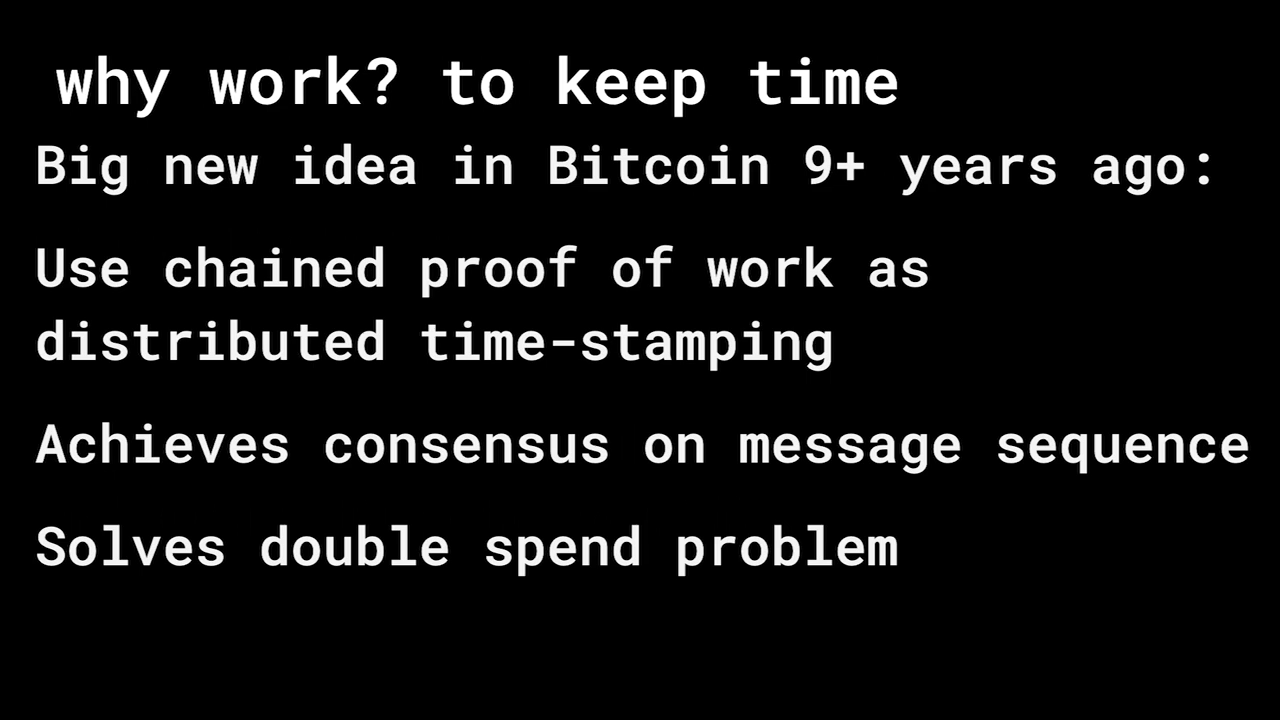 why work? to keep time
Big new idea in Bitcoin 9+ years ago:
Use chained proof of work as
distributed time-stamping
Achieves consensus on message sequence
Solves double spend problem